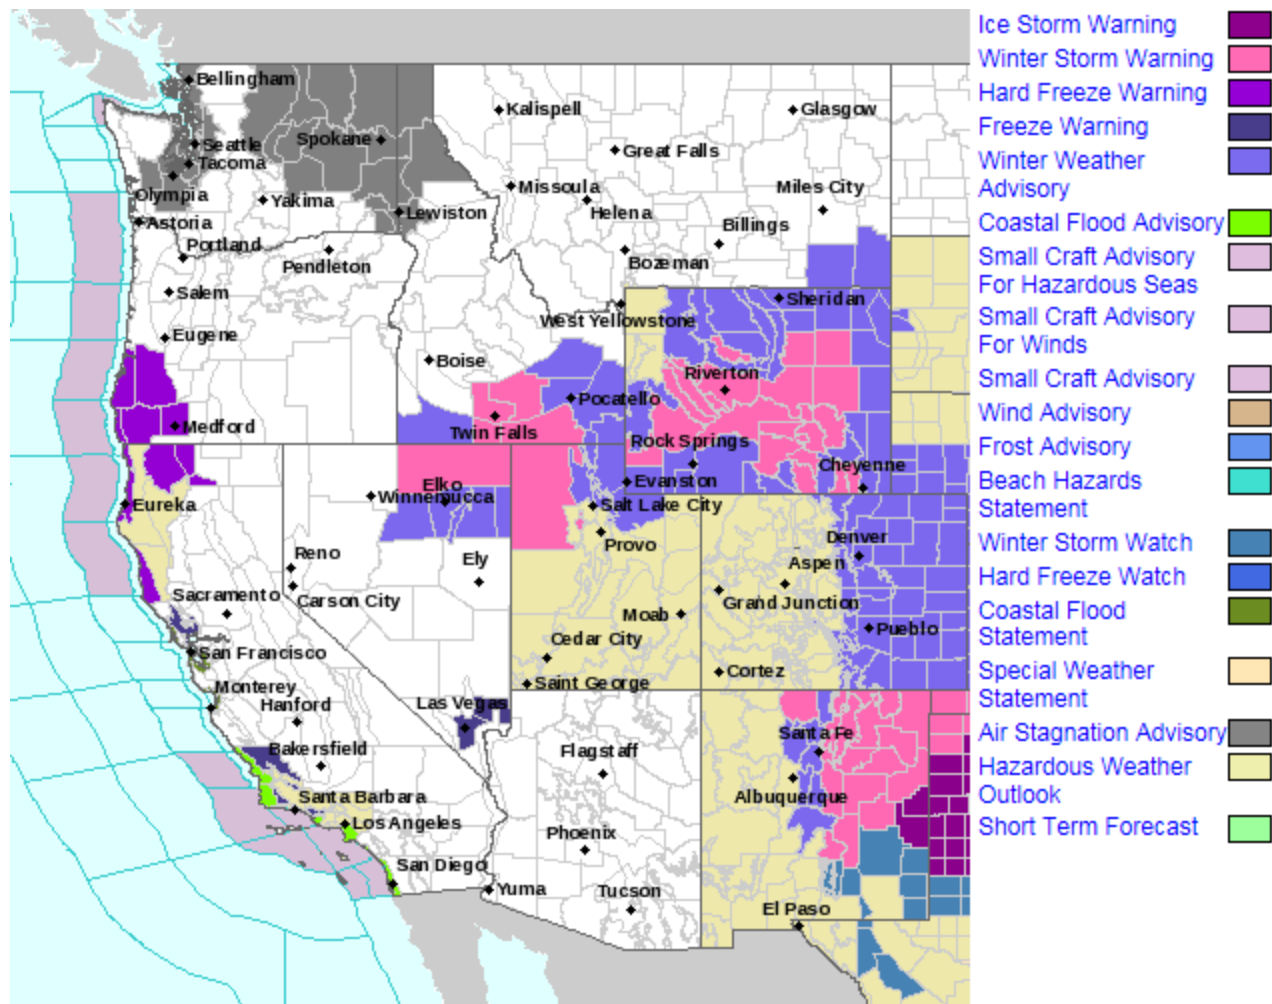 Ice Storm Warning
Winter Storm Warning
Hard Freeze Warning
Freeze Warning
Winter Weather
Advisory
Coastal Flood Advisory
Small Craft Advisory
For Hazardous Seas
Small Craft Advisory
For Winds
Small Craft Advisory
Wind Advisory
Frost Advisory
Beach Hazards
Statement
Winter Storm Watch
Hard Freeze Watch
Coastal Flood
Statement
Special Weather
Statement
Air Stagnation Advisory
Hazardous Weather
Outlook
Short Term Forecast
Bellingham
Kalispell
Glasgow
Seattle
Spokane
Tacoma
Great Falls
Olympia
Yakima
Missoula
Miles City
Astoria
Lewiston
Helena
Billings
Portland
Pendleton
Bozeman
Salem
Sheridan
West Yellowstone
Eugene
Boise
Riverton
Pocatello
Medford
Twin Falls
Rock Springs
Cheyenne
Elko
Evanston
Winnemucca
Eureka
Salt Lake City
Provo
Denver
Reno
Ely
Aspen
Sacramento
Carson City
Grand Junction
Moab
Pueblo
Cedar City
San Francisco
Cortez
Saint George
Monterey
Hanford
Las Vegas
Santa Fe
Bakersfield
Flagstaff
Albuquerque
Santa Barbara
Los Angeles
Phoenix
San Diego
Yuma
Tucson
El Paso